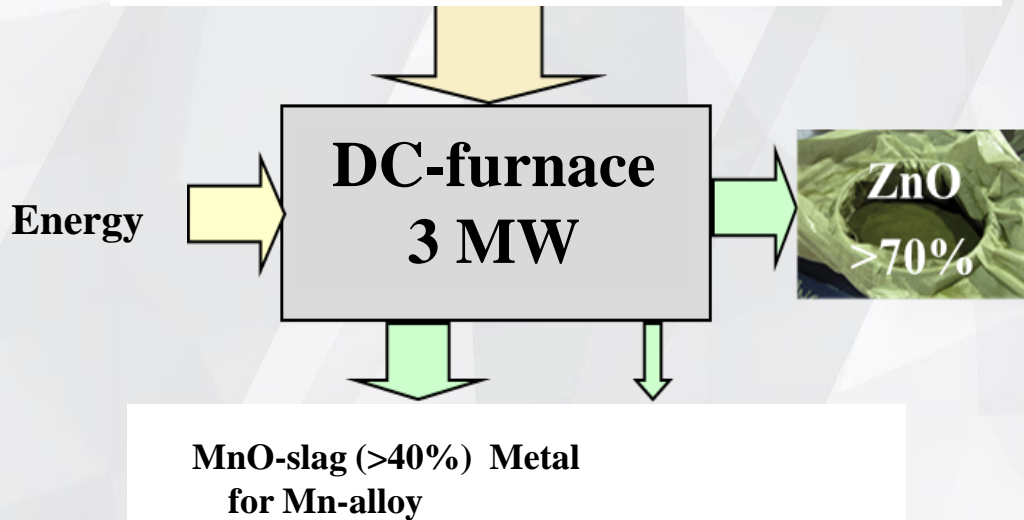 DC-furnace
3 MW
Energy
ZnO
>70%
MnO-slag (>40%) Metal
for Mn-alloy